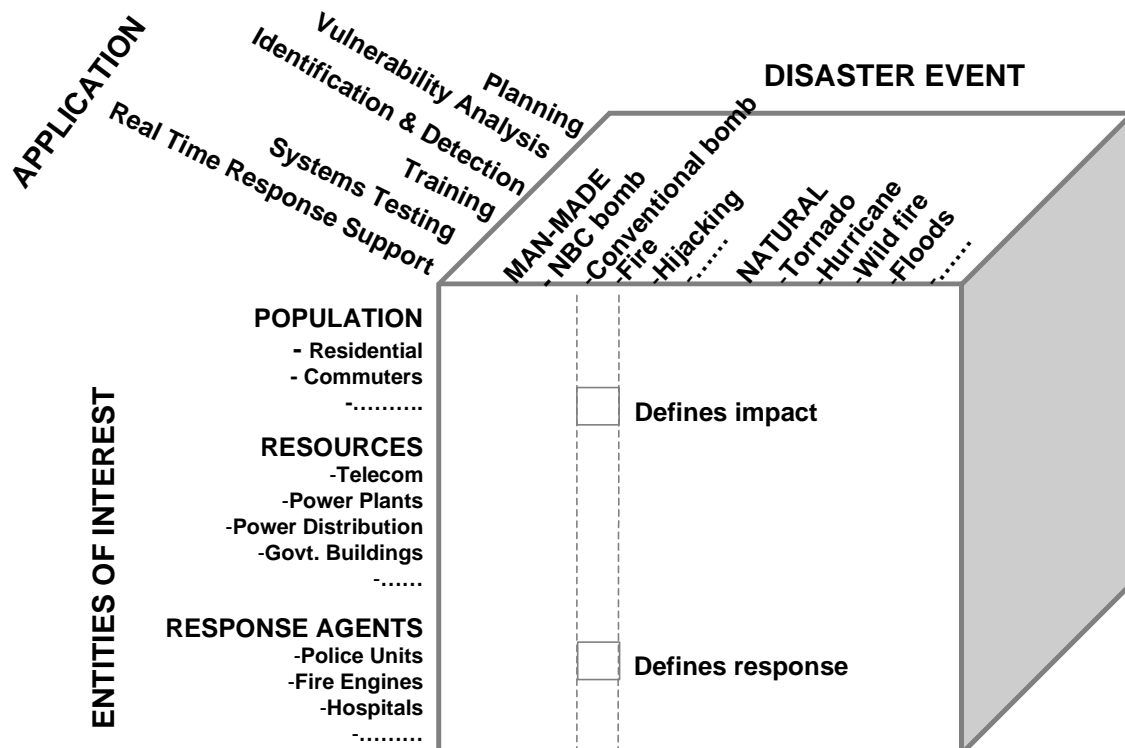 APPLICATION
Planning
Vulnerability Analysis
Identification & Detection
Training
Systems Testing
Real Time Response Support
DISASTER EVENT
MAN-MADE
- NBC bomb
-Conventional bomb
-Fire
-Hijacking
-......
NATURAL
-Tornado
-Hurricane
-Wild fire
-Floods
-......
ENTITIES OF INTEREST
POPULATION
- Residential
- Commuters
-..........
RESOURCES
-Telecom
-Power Plants
-Power Distribution
-Govt. Buildings
-......
RESPONSE AGENTS
-Police Units
-Fire Engines
-Hospitals
-.........
Defines impact
Defines response